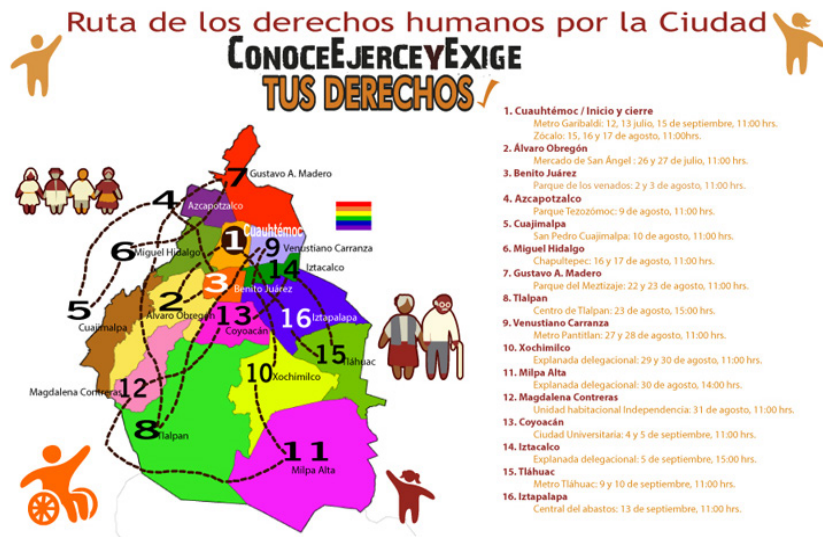 Ruta de los derechos humanos por la Ciudad
CONOCEEJERCEYEXIGE
TUS DERECHOS
1. Cuauhtémoc / Inicio y cierre
Metro Garibaldi: 12, 13 julio, 15 de septiembre, 11:00 hrs.
Zócalo: 15, 16 y 17 de agosto, 11:00hrs.
2. Álvaro Obregón
Mercado de San Ángel : 26 y 27 de julio, 11:00 hrs.
3. Benito Juárez
Parque de los venados: 2 y 3 de agosto, 11:00 hrs.
4. Azcapotzalco
Parque Tezozómoc: 9 de agosto, 11:00 hrs.
5. Cuajimalpa
San Pedro Cuajimalpa: 10 de agosto, 11:00 hrs.
6. Miguel Hidalgo
Chapultepec: 16 y 17 de agosto, 11:00 hrs.
7. Gustavo A. Madero
Parque del Mestizaje: 22 y 23 de agosto, 11:00 hrs.
8. Tlalpan
Centro de Tlalpan: 23 de agosto, 15:00 hrs.
9. Venustiano Carranza
Metro Pantitlan: 27 y 28 de agosto, 11:00 hrs.
10. Xochimilco
Explanada delegacional: 29 y 30 de agosto, 11:00 hrs.
11. Milpa Alta
Explanada delegacional: 30 de agosto, 14:00 hrs.
12. Magdalena Contreras
Unidad habitacional Independencia: 31 de agosto, 11:00 hrs.
13. Coyoacán
Ciudad Universitaria: 4 y 5 de septiembre, 11:00 hrs.
14. Iztacalco
Explanada delegacional: 5 de septiembre, 15:00 hrs.
15. Tláhuac
Metro Tláhuac: 9 y 10 de septiembre, 11:00 hrs.
16. Iztapalapa
Central del abastos: 13 de septiembre, 11:00 hrs.
7 Gustavo A. Madero
4 Azcapotzalco
1 Cuauhtémoc
6 Miguel Hidalgo
9 Venustiano Carranza
14 Iztacalco
3 Benito Juárez
5 Cuajimalpa
2 Álvaro Obregón
13 Coyoacán
16 Iztapalapa
15 Tláhuac
12 Magdalena Contreras
10 Xochimilco
8 Tlalpan
11 Milpa Alta